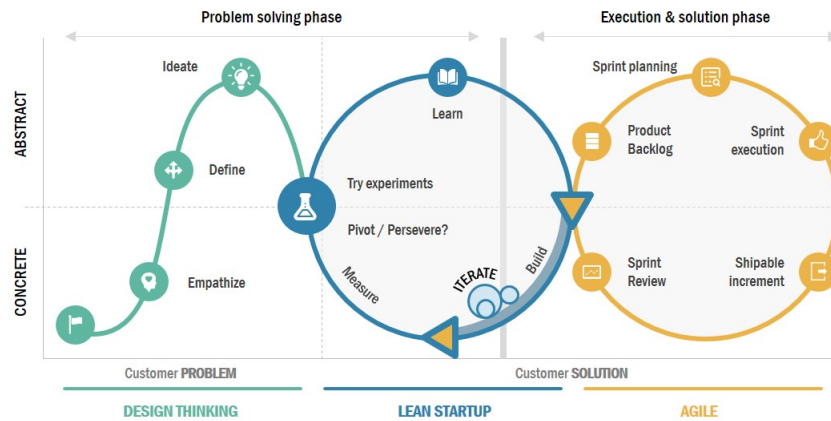 Problem solving phase
Execution & solution phase
ABSTRACT
CONCRETE
Ideate
Define
Empathize
Learn
Try experiments
Pivot / Persevere?
Measure
ITERATE
Build
Sprint planning
Product
Backlog
Sprint
execution
Sprint
Review
Shipable
increment
Customer PROBLEM
Customer SOLUTION
DESIGN THINKING
LEAN STARTUP
AGILE